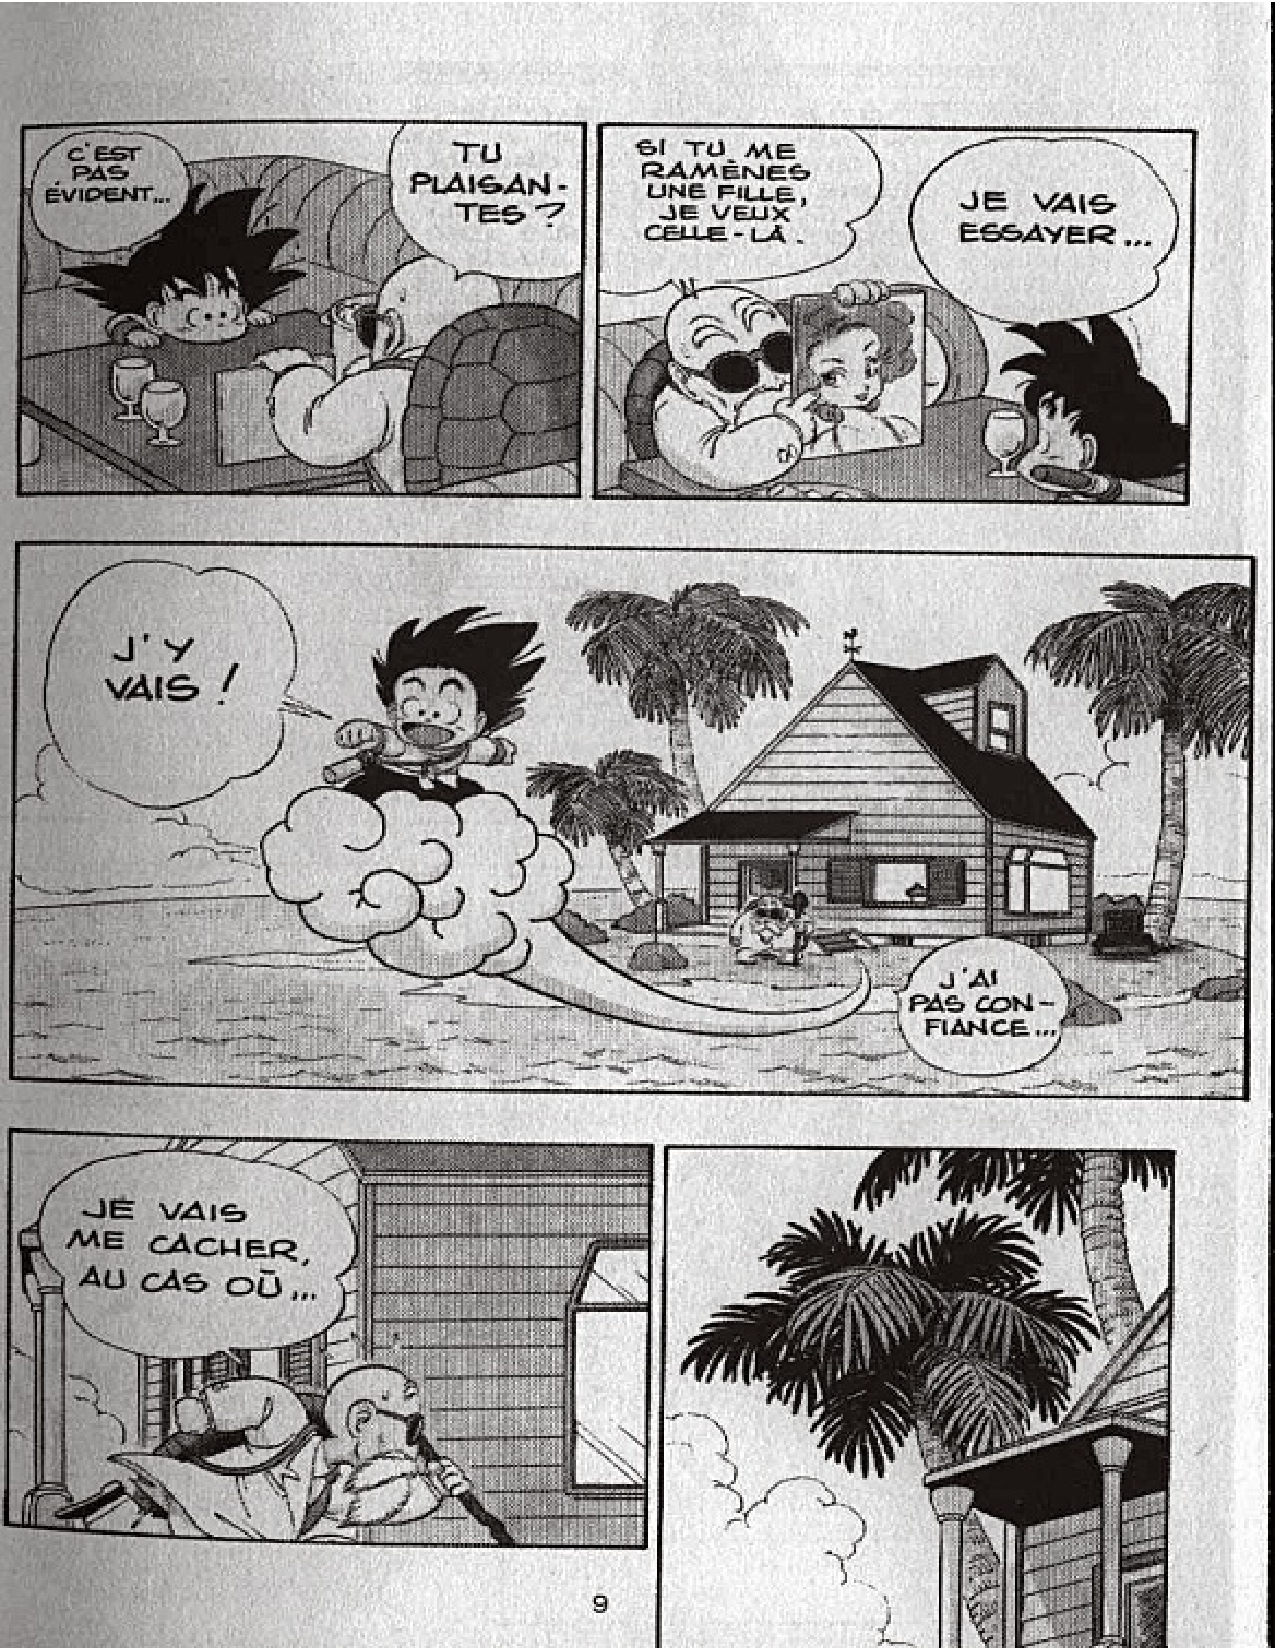 C'EST
PAS
ÉVIDENT...
TU
PLAISAN-
TES ?
SI TU ME
RAMÈNES
UNE FILLE,
JE VEUX
CELLE-LÀ.
JE VAIS
ESSAYER...
J'Y
VAIS !
J'AI
PAS CON-
FIANCE...
JE VAIS
ME CACHER,
AU CAS OÙ...
9